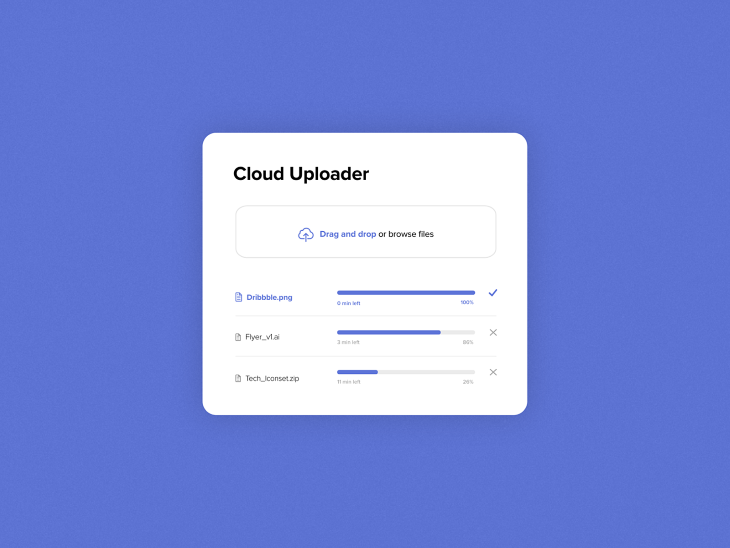 Cloud Uploader
Drag and drop or browse files
Dribbble.png
0 min left 100%
Flyer_v1.ai
3 min left 86%
Tech_Iconset.zip
11 min left 26%